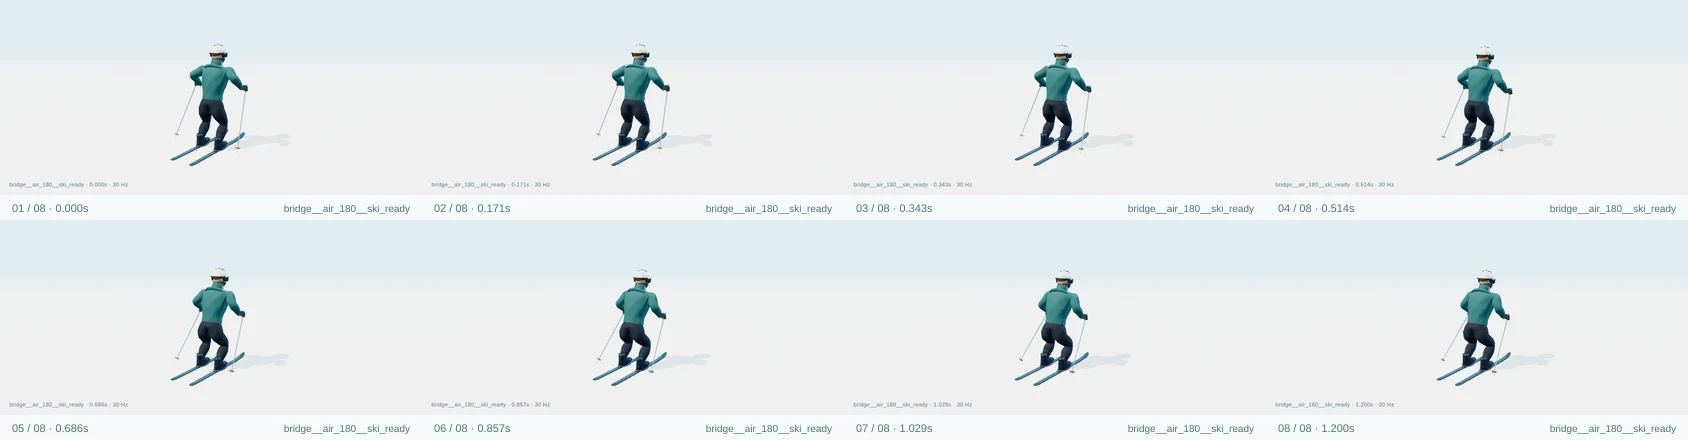 bridge__air_180__ski_ready · 0.000s · 30 Hz
01 / 08 · 0.000s
bridge__air_180__ski_ready
bridge__air_180__ski_ready · 0.171s · 30 Hz
02 / 08 · 0.171s
bridge__air_180__ski_ready
bridge__air_180__ski_ready · 0.343s · 30 Hz
03 / 08 · 0.343s
bridge__air_180__ski_ready
bridge__air_180__ski_ready · 0.514s · 30 Hz
04 / 08 · 0.514s
bridge__air_180__ski_ready
bridge__air_180__ski_ready · 0.686s · 30 Hz
05 / 08 · 0.686s
bridge__air_180__ski_ready
bridge__air_180__ski_ready · 0.857s · 30 Hz
06 / 08 · 0.857s
bridge__air_180__ski_ready
bridge__air_180__ski_ready · 1.029s · 30 Hz
07 / 08 · 1.029s
bridge__air_180__ski_ready
bridge__air_180__ski_ready · 1.200s · 30 Hz
08 / 08 · 1.200s
bridge__air_180__ski_ready